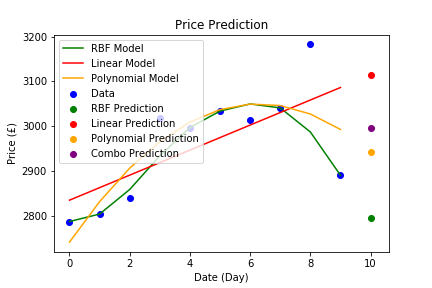 Price Prediction
3200
3100
3000
2900
2800
Price (£)
RBF Model
Linear Model
Polynomial Model
Data
RBF Prediction
Linear Prediction
Polynomial Prediction
Combo Prediction
0 2 4 6 8 10
Date (Day)